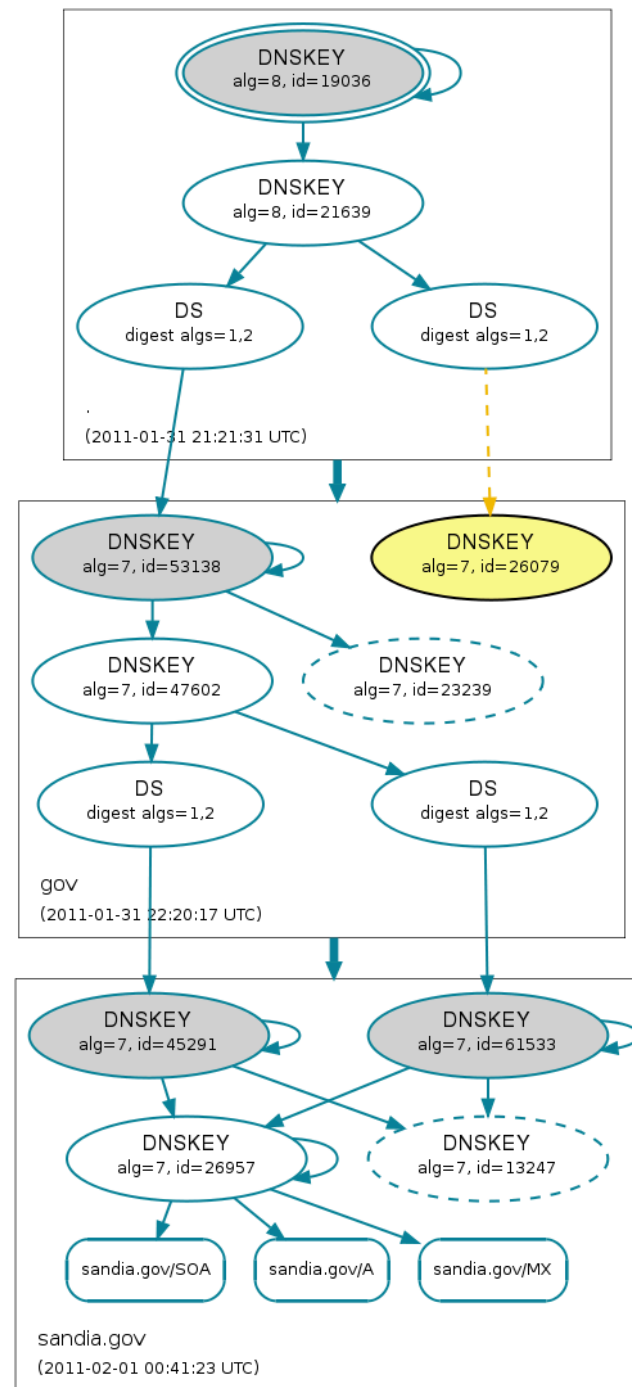 DNSKEY
alg=8, id=19036
DNSKEY
alg=8, id=21639
DS
digest algs=1,2
DS
digest algs=1,2
.
(2011-01-31 21:21:31 UTC)
DNSKEY
alg=7, id=53138
DNSKEY
alg=7, id=26079
DNSKEY
alg=7, id=47602
DNSKEY
alg=7, id=23239
DS
digest algs=1,2
DS
digest algs=1,2
gov
(2011-01-31 22:20:17 UTC)
DNSKEY
alg=7, id=45291
DNSKEY
alg=7, id=61533
DNSKEY
alg=7, id=26957
DNSKEY
alg=7, id=13247
sandia.gov/SOA
sandia.gov/A
sandia.gov/MX
sandia.gov
(2011-02-01 00:41:23 UTC)